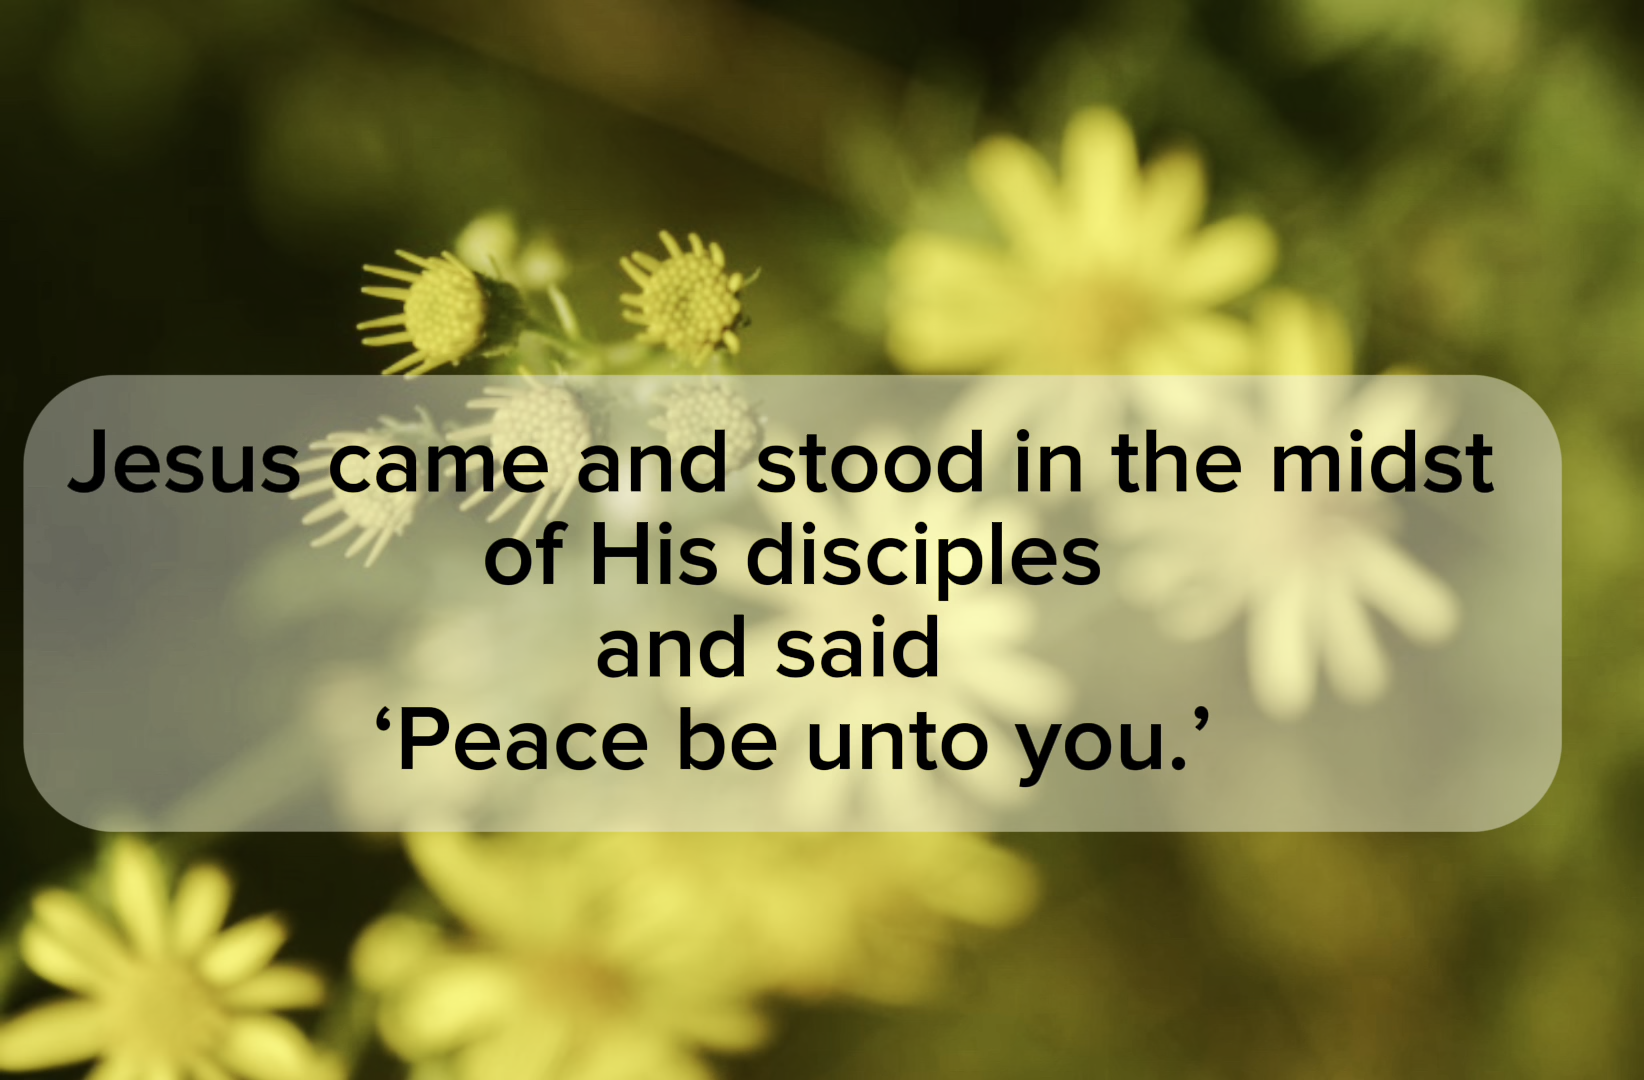 Jesus came and stood in the midst
of His disciples
and said
‘Peace be unto you.’